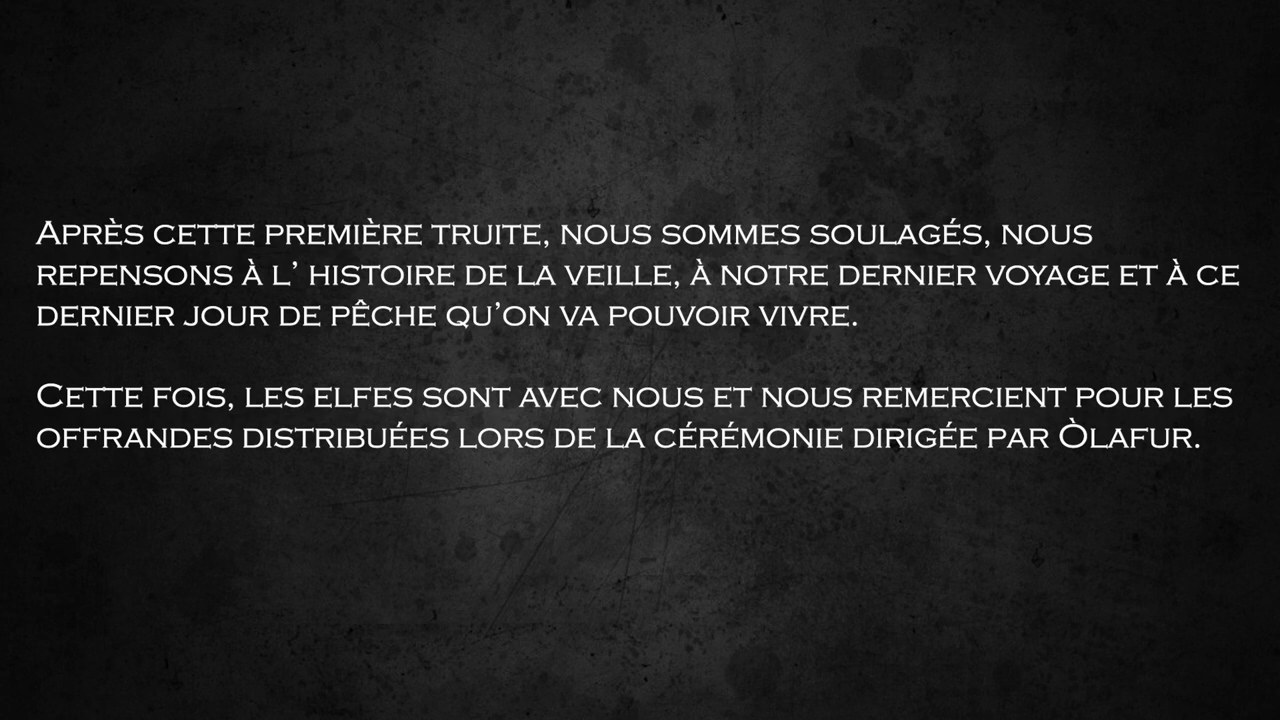 Après cette première truite, nous sommes soulagés, nous
repensons à l’ histoire de la veille, à notre dernier voyage et à ce
dernier jour de pêche qu’on va pouvoir vivre.
Cette fois, les elfes sont avec nous et nous remercient pour les
offrandes distribuées lors de la cérémonie dirigée par Òlafur.